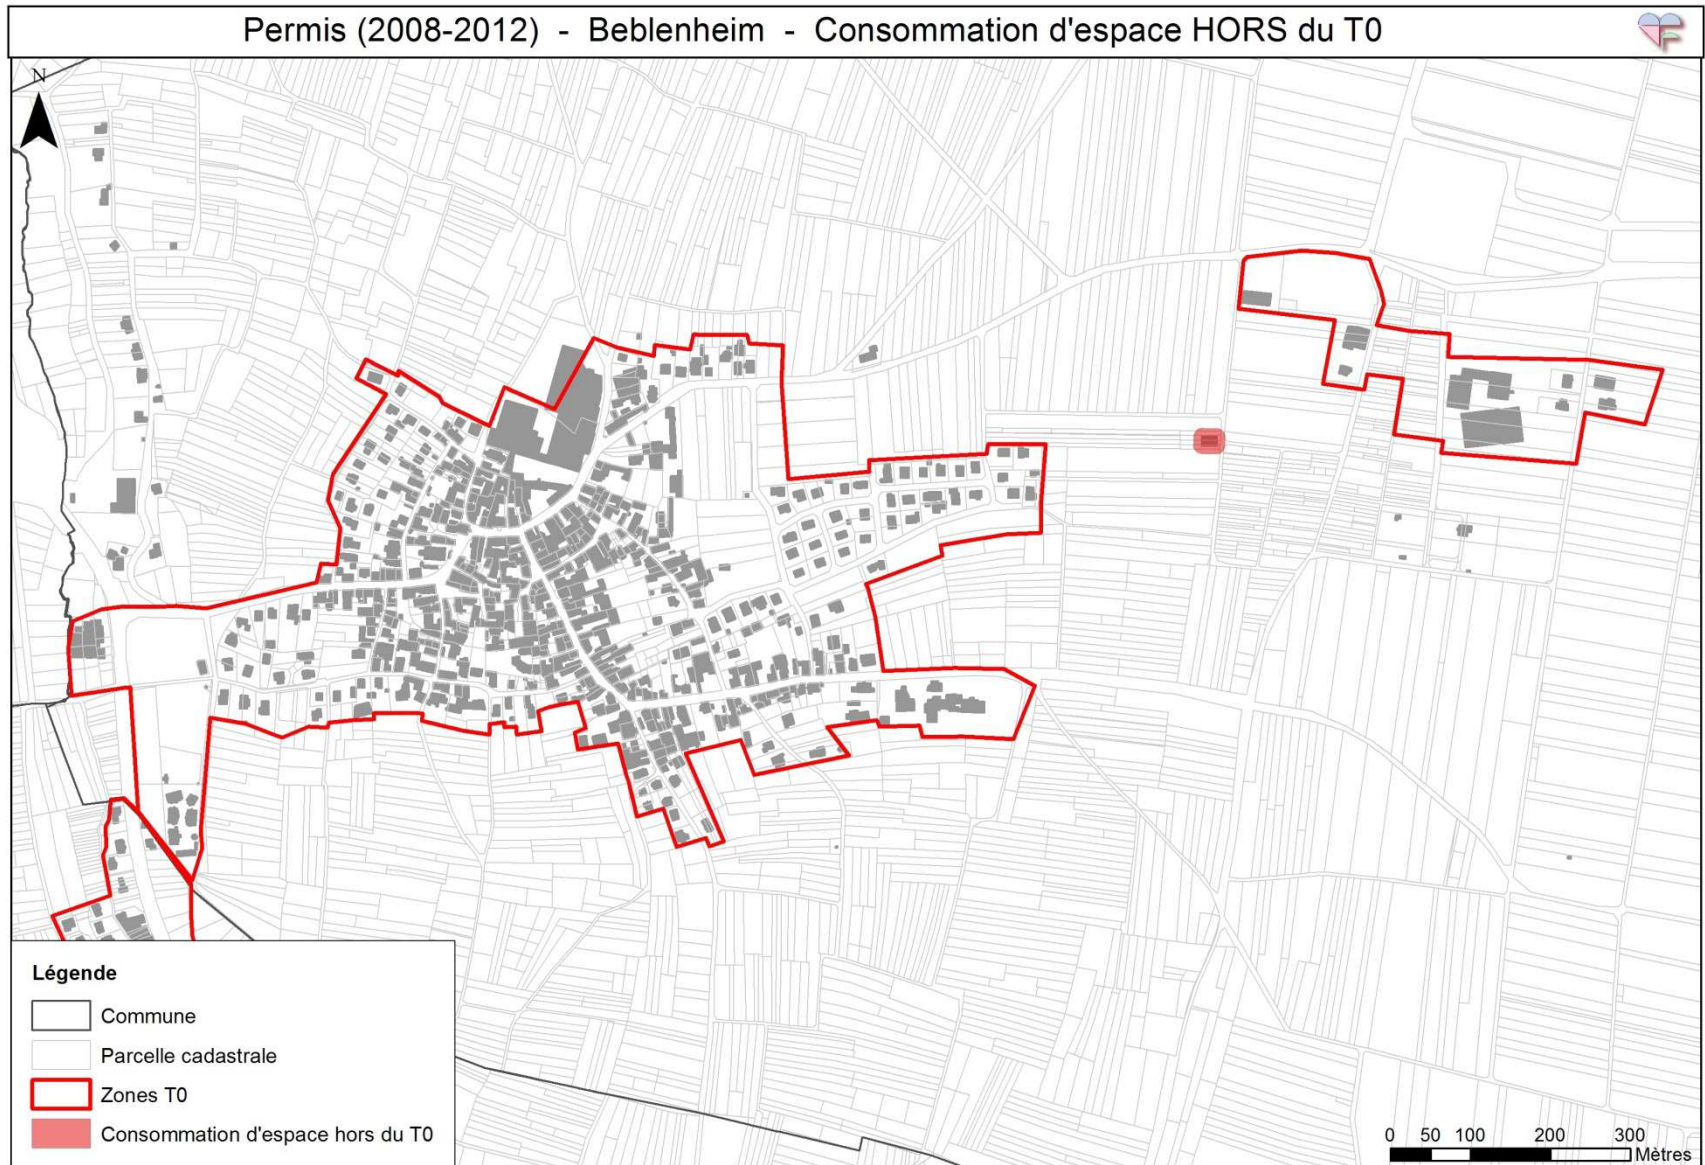 Permis (2008-2012) - Beblenheim - Consommation d'espace HORS du T0
N
Légende
Commune
Parcelle cadastrale
Zones T0
Consommation d'espace hors du T0
0 50 100 200 300
Mètres